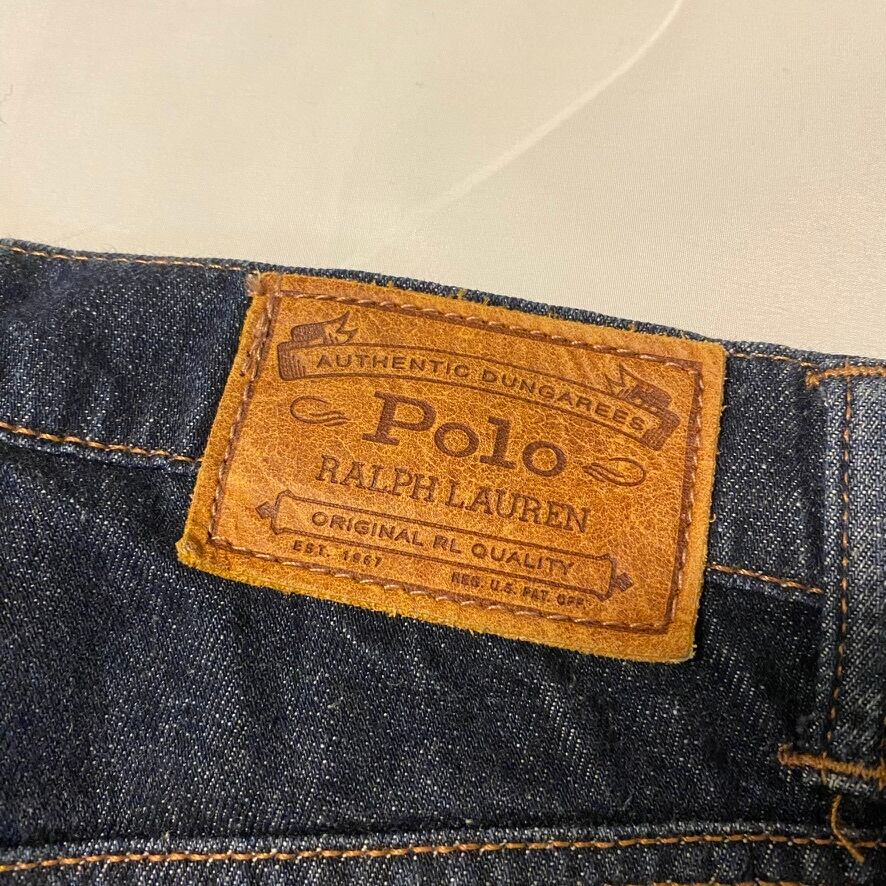 AUTHENTIC DUNGAREES
Polo
RALPH LAUREN
ORIGINAL RL QUALITY
EST. 1967
REG. U.S. PAT. OFF.